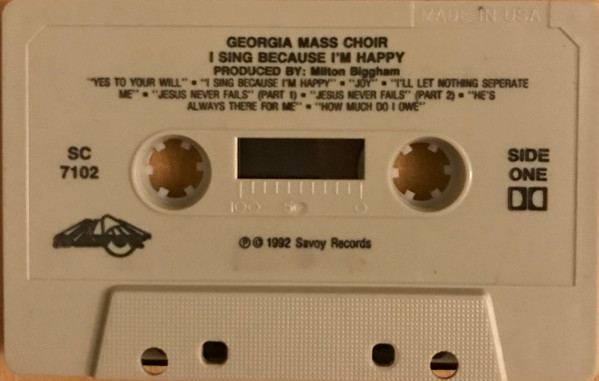 MADE IN USA
GEORGIA MASS CHOIR
I SING BECAUSE I'M HAPPY
PRODUCED BY: Milton Biggham
"YES TO YOUR WILL" • "I SING BECAUSE I'M HAPPY" • "JOY" • "I'LL LET NOTHING SEPERATE
ME" • "JESUS NEVER FAILS" (PART 1) • "JESUS NEVER FAILS" (PART 2) • "HE'S
ALWAYS THERE FOR ME" • "HOW MUCH DO I OWE"
SC
7102
SIDE
ONE
100 50 0
℗ © 1992 Savoy Records